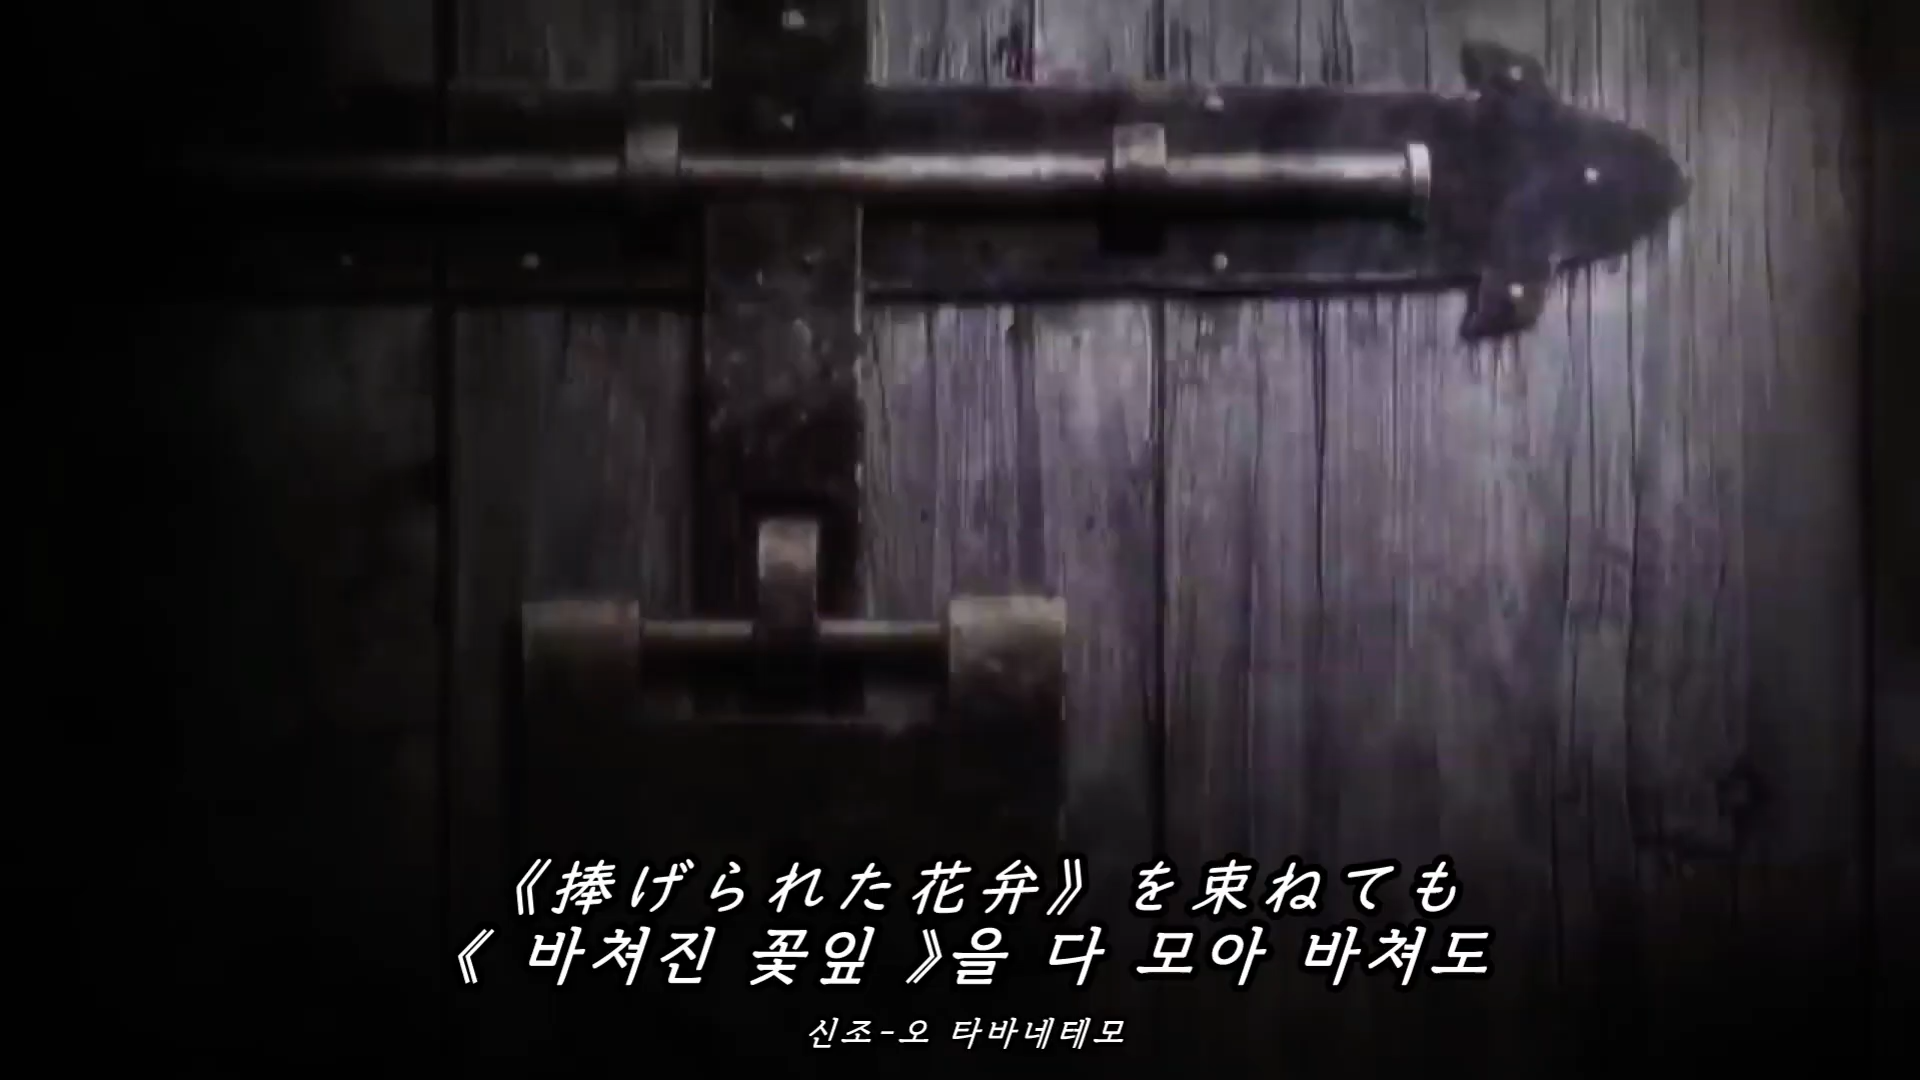 《捧げられた花弁》を束ねても
《 바쳐진 꽃잎 》을 다 모아 바쳐도
신조-오 타바네테모